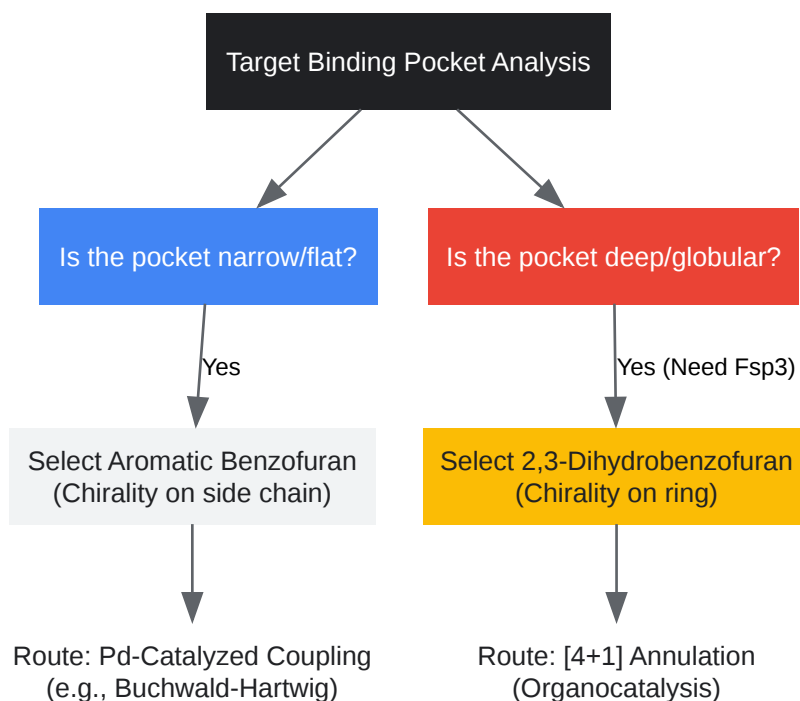 Target Binding Pocket Analysis
Is the pocket narrow/flat?
Is the pocket deep/globular?
Yes
Yes (Need Fsp3)
Select Aromatic Benzofuran
(Chirality on side chain)
Select 2,3-Dihydrobenzofuran
(Chirality on ring)
Route: Pd-Catalyzed Coupling
(e.g., Buchwald-Hartwig)
Route: [4+1] Annulation
(Organocatalysis)